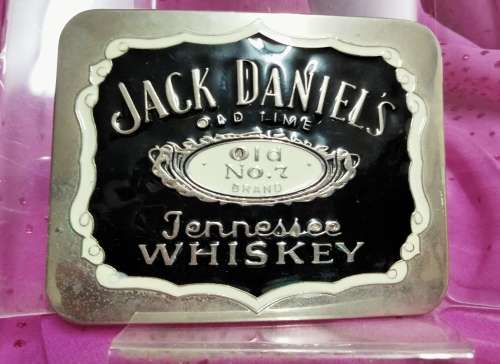 JACK DANIEL'S
OLD TIME
Old
No.7
BRAND
Tennessee
WHISKEY